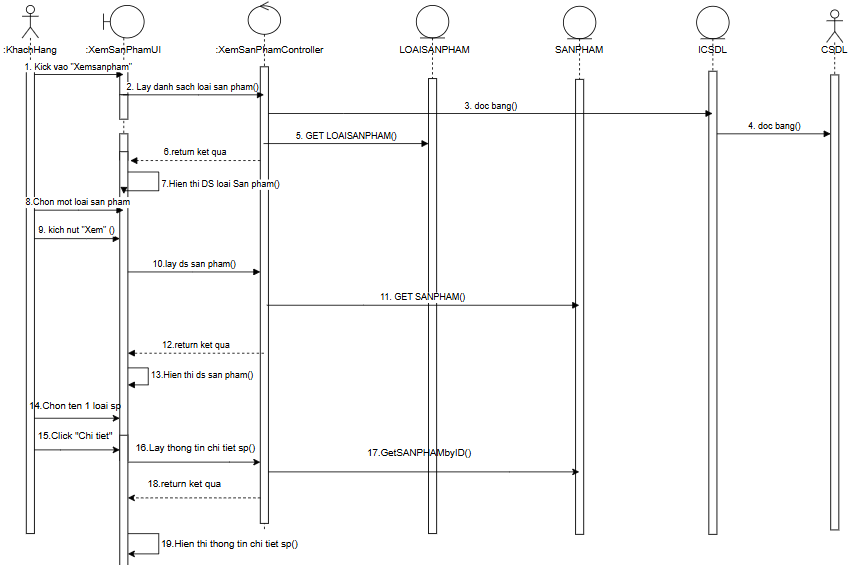 :KhachHang
:XemSanPhamUI
:XemSanPhamController
LOAISANPHAM
SANPHAM
ICSDL
CSDL
1. Kick vao "Xemsanpham"
2. Lay danh sach loai san pham()
3. doc bang()
4. doc bang()
5. GET LOAISANPHAM()
6.return ket qua
7.Hien thi DS loai San pham()
8.Chon mot loai san pham
9. kich nut "Xem" ()
10.lay ds san pham()
11. GET SANPHAM()
12.return ket qua
13.Hien thi ds san pham()
14.Chon ten 1 loai sp
15.Click "Chi tiet"
16.Lay thong tin chi tiet sp()
17.GetSANPHAMbyID()
18.return ket qua
19.Hien thi thong tin chi tiet sp()